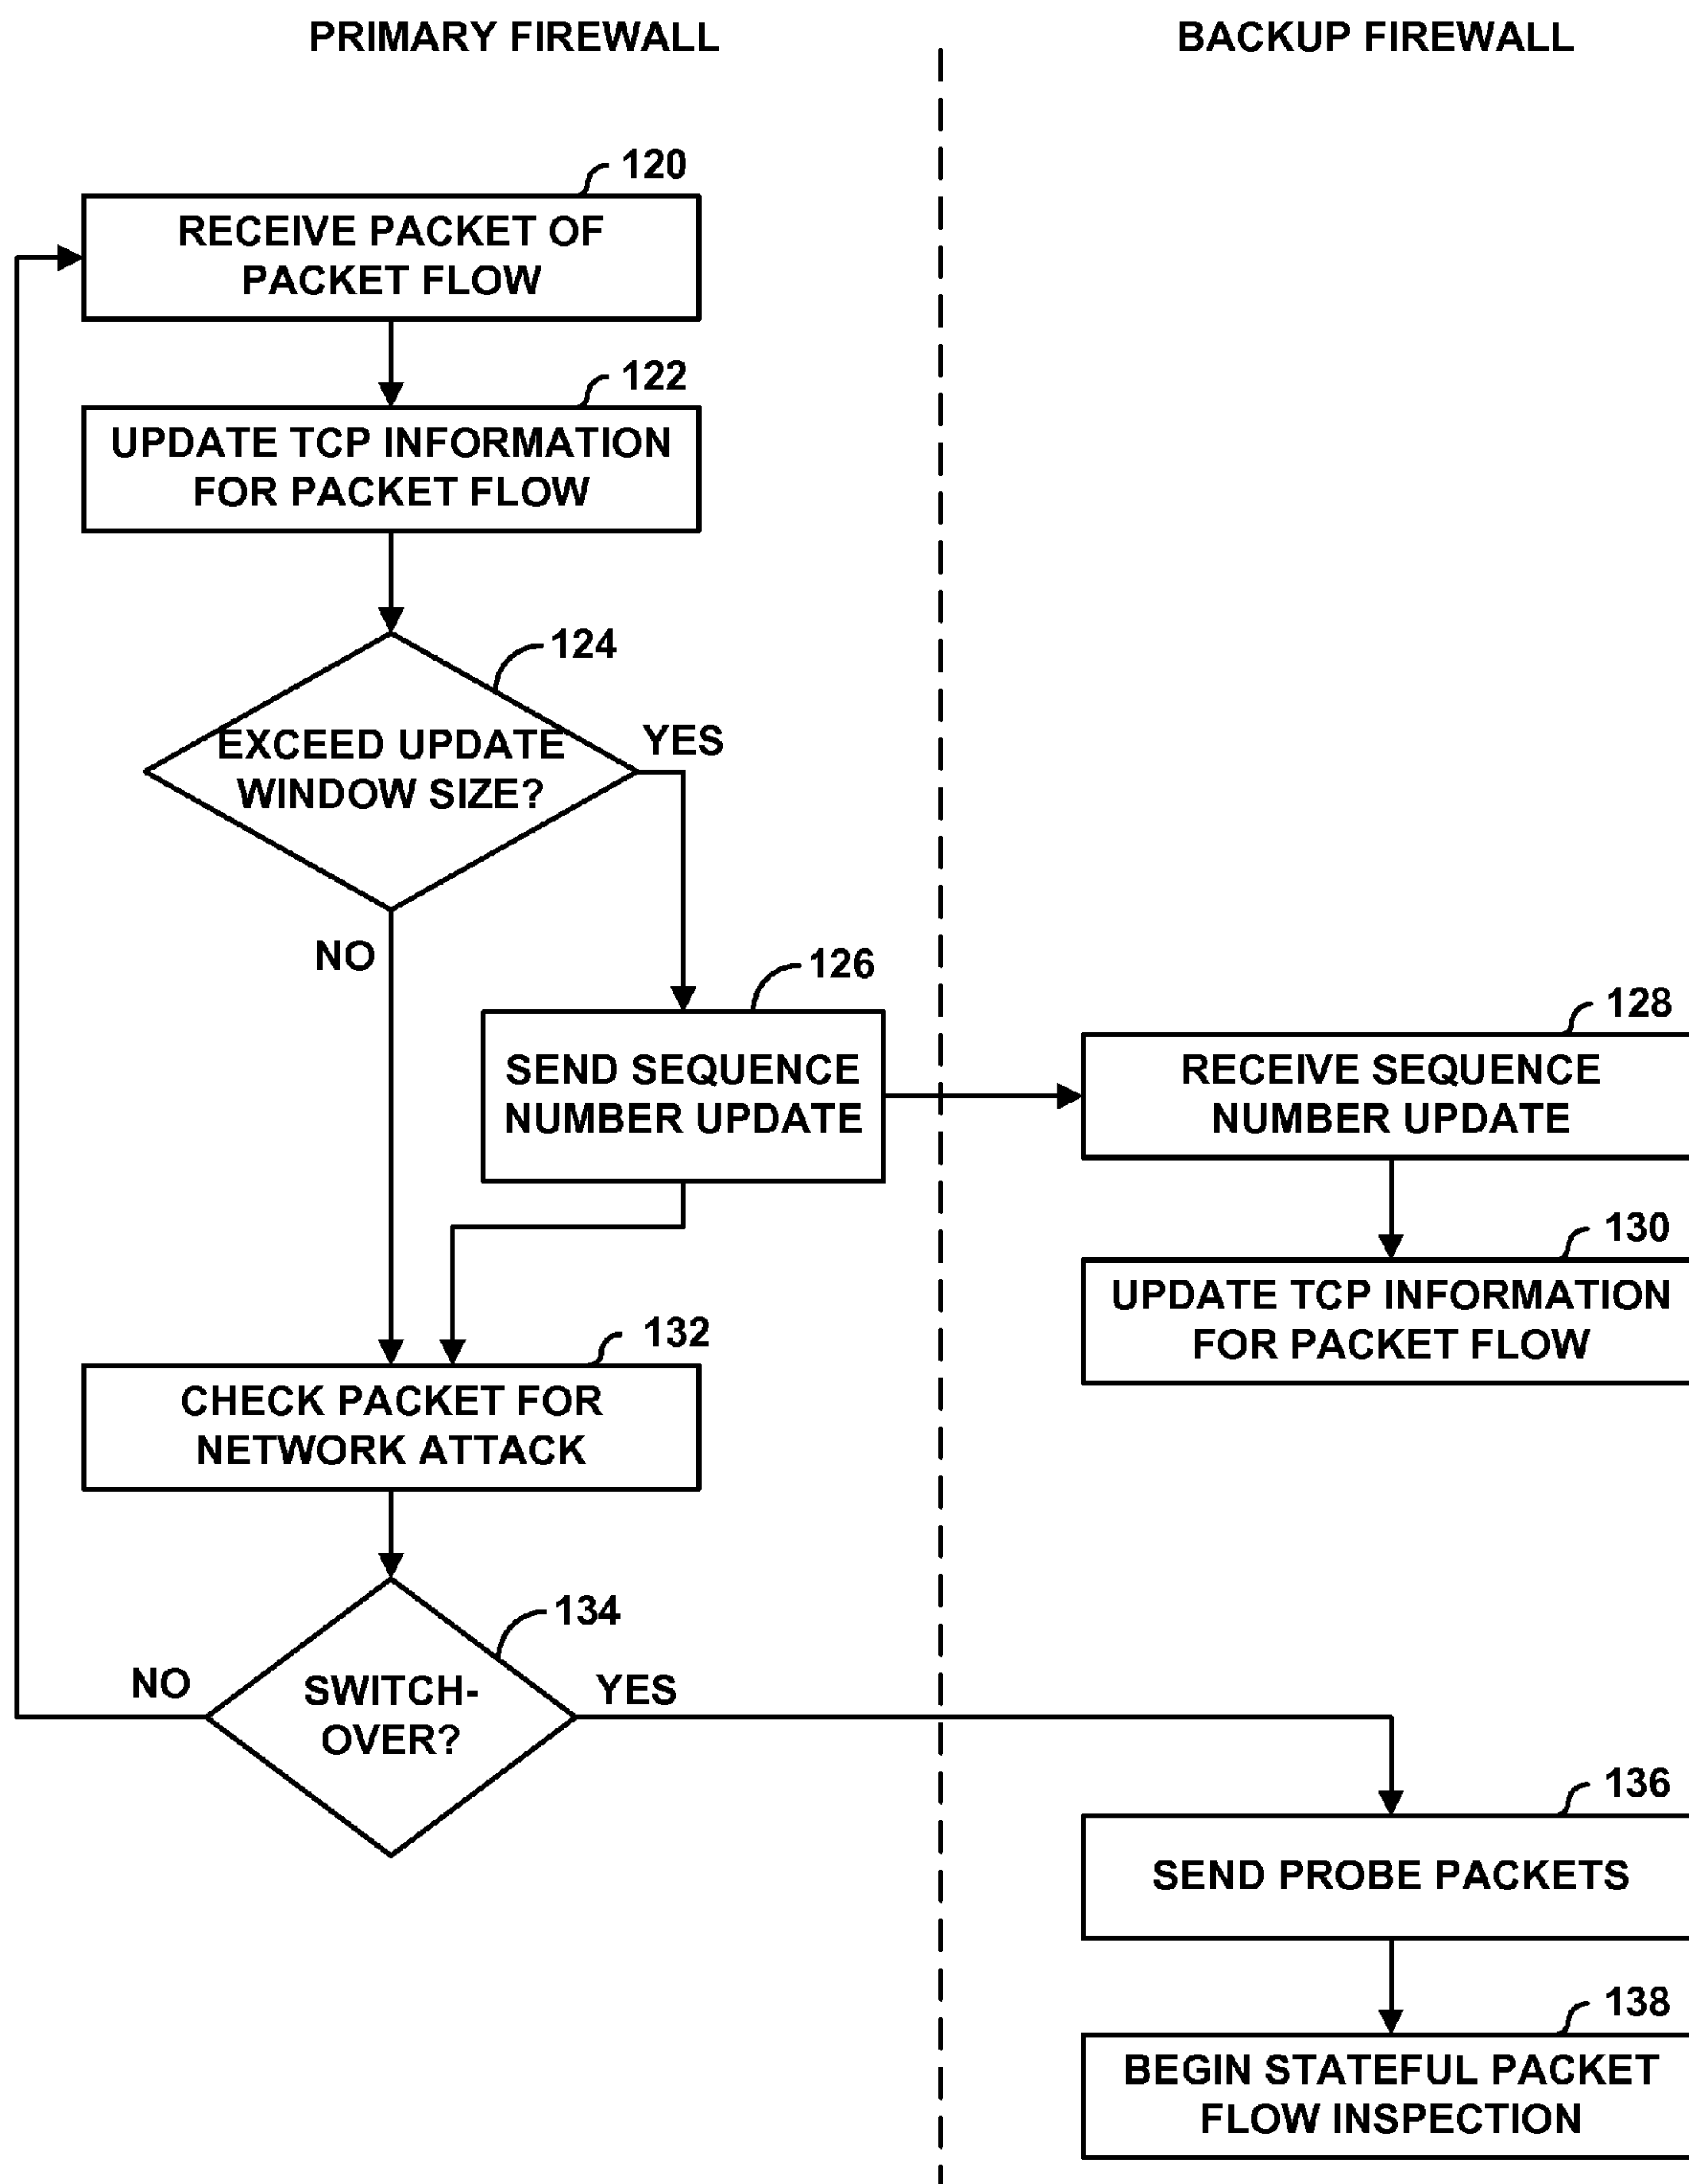 PRIMARY FIREWALL
BACKUP FIREWALL
120
RECEIVE PACKET OF
PACKET FLOW
122
UPDATE TCP INFORMATION
FOR PACKET FLOW
124
EXCEED UPDATE
WINDOW SIZE?
YES
NO
126
SEND SEQUENCE
NUMBER UPDATE
128
RECEIVE SEQUENCE
NUMBER UPDATE
130
UPDATE TCP INFORMATION
FOR PACKET FLOW
132
CHECK PACKET FOR
NETWORK ATTACK
134
SWITCH-
OVER?
NO
YES
136
SEND PROBE PACKETS
138
BEGIN STATEFUL PACKET
FLOW INSPECTION